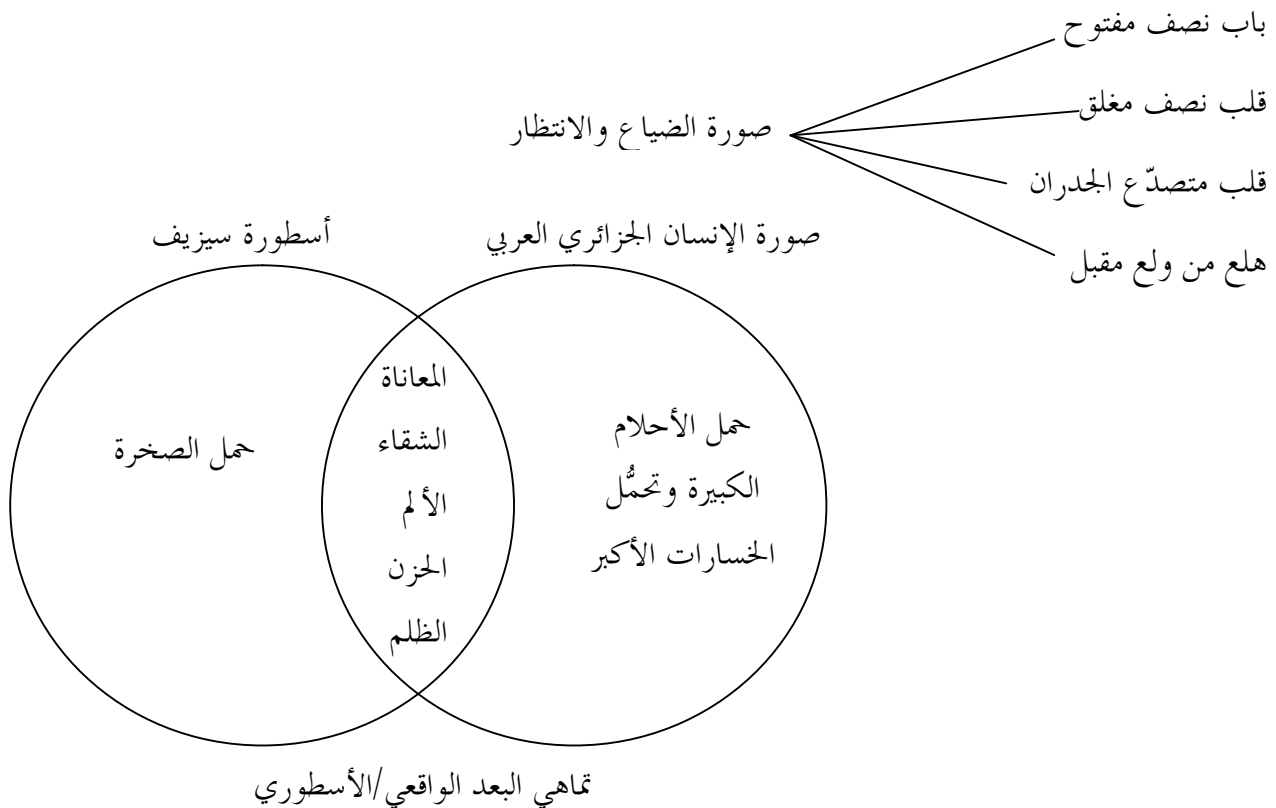 باب نصف مفتوح
قلب نصف مغلق
صورة الضياع والانتظار
قلب متصدّع الجدران
هلع من ولع مقبل
صورة الإنسان الجزائري العربي
أسطورة سيزيف
حمل الأحلام
الكبيرة وتحمُّل
الخسارات الأكبر
المعاناة
الشقاء
الألم
الحزن
الظلم
حمل الصخرة
تماهي البعد الواقعي/الأسطوري